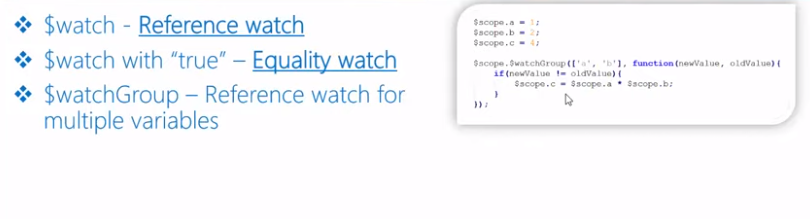 $watch - Reference watch
$watch with “true” – Equality watch
$watchGroup – Reference watch for
multiple variables
$scope.a = 1;
$scope.b = 2;
$scope.c = 4;
$scope.$watchGroup(['a', 'b'], function(newValue, oldValue){
if(newValue != oldValue){
$scope.c = $scope.a * $scope.b;
}
});